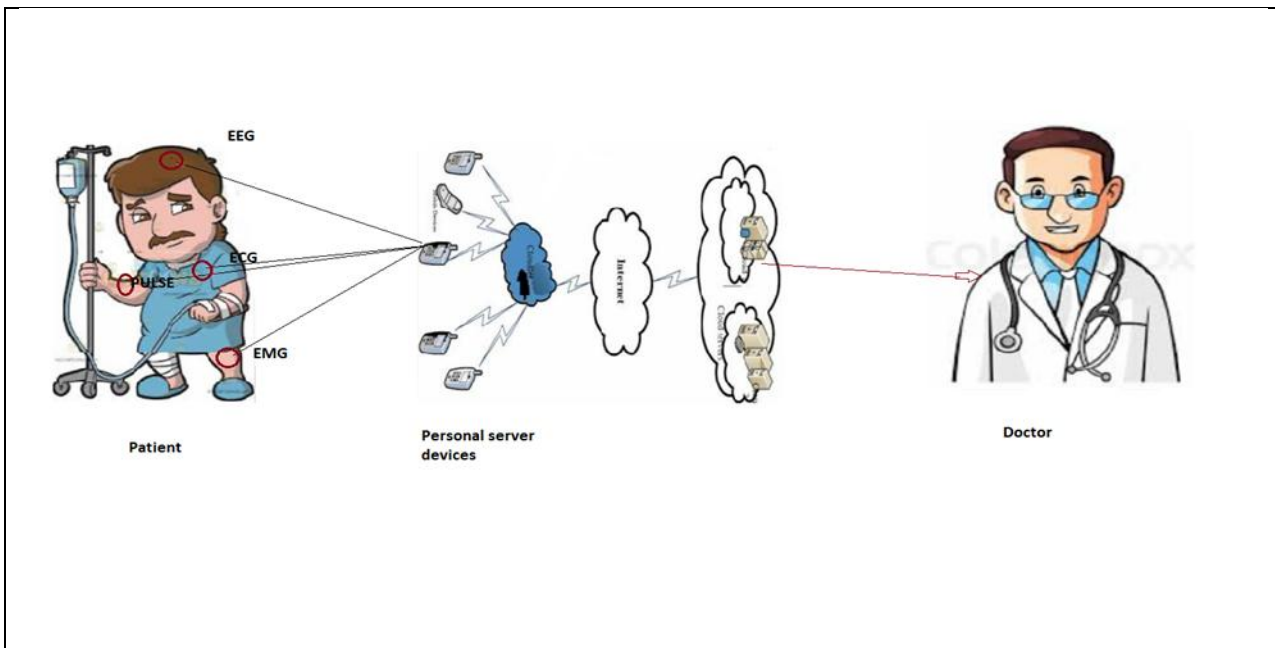 EEG
ECG
PULSE
EMG
Internet
Patient
Personal server
devices
Doctor